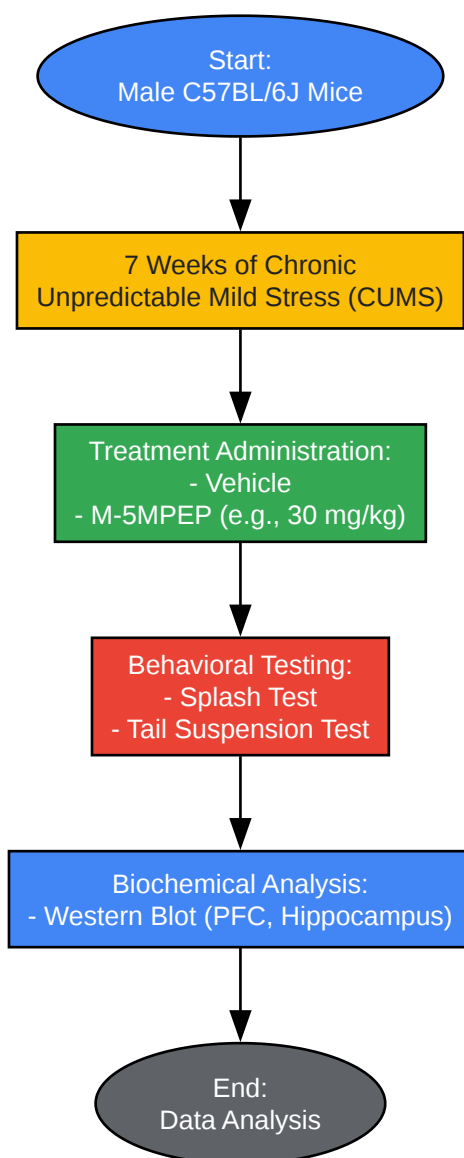 Start:
Male C57BL/6J Mice
7 Weeks of Chronic
Unpredictable Mild Stress (CUMS)
Treatment Administration:
- Vehicle
- M-5MPEP (e.g., 30 mg/kg)
Behavioral Testing:
- Splash Test
- Tail Suspension Test
Biochemical Analysis:
- Western Blot (PFC, Hippocampus)
End:
Data Analysis